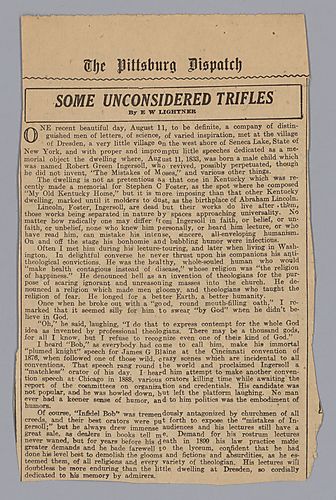 The Pittsburg Dispatch
SOME UNCONSIDERED TRIFLES
By E W LIGHTNER
ONE recent beautiful day, August 11, to be definite, a company of distin-
guished men of letters, science, of varied inspiration, met at the village
of Dresden, a very little village on the west shore of Seneca Lake, State of
New York, and with proper and impromptu little speeches dedicated as a me-
morial object the dwelling where, August 11, 1833, was born a male child which
was named Robert Green Ingersoll, who revived, possibly perpetuated, though
he did not invent, "The Mistakes of Moses," and various other things.
The dwelling is not as pretentious as that one in Kentucky which was re-
cently made a memorial for Stephen C Foster, as the spot where he composed
"My Old Kentucky Home," but it is more imposing than that other Kentucky
dwelling, marked until it molders to dust, as the birthplace of Abraham Lincoln.
Lincoln, Foster, Ingersoll, are dead but their works do live after them,
those works being separated in nature by spaces approaching universality. No
matter how radically one may differ from Ingersoll in faith, or belief, or un-
faith, or unbelief, none who knew him personally, or heard him lecture, or who
have read him, can mistake his intense, sincere, all-enveloping humanism.
On and off the stage his bonhomie and bubbling humor were infectious.
Often I met him during his lecture-touring, and later when living in Wash-
ington. In delightful converse he never thrust upon his companions his anti-
theological convictions. He was the healthy, whole-souled human who would
"make health contagious instead of disease," whose religion was "the religion
of happiness." He denounced all as an invention of theologians for the pur-
pose of scaring ignorant and unreasoning masses into the church. He de-
nounced a religion which made men gloomy, and theologians who taught the
religion of fear. He longed for a better Earth, a better humanity.
Once when he broke out with a "good, round mouth-filling oath," I re-
marked that it seemed silly for him to swear "by God" when he didn't be-
lieve in God.
"Oh," he said, laughing, "I do that to express contempt for the whole God
idea as invented by professional theologians. There may be a thousand gods,
for all I know, but I refuse to recognize even one of their kind of God."
I heard "Bob," as everybody had come to call him, make his immortal
"plumed knight" speech for James G Blaine at the Cincinnati convention of
1876, when followed one of those wild, crazy scenes which are incidental to all
conventions. That speech rang round the world and proclaimed Ingersoll a
"matchless" orator of his day. I heard him attempt to make another conven-
tion speech at Chicago in 1888, various orators killing time while awaiting the
report of the committees on organization and credentials. His candidate was
not popular, and he was howled down, but left the platform laughing. No man
ever had a keener sense of humor, and to him politics was the embodiment of
humors.
Of course, "Infidel Bob" was tremendously antagonized by churchmen of all
creeds, and their best orators were put forth to expose the "mistakes of In-
gersoll;" but he always drew immense audiences and his lectures still have a
great sale, as dealers in books tell me. Demand for his rostrum lectures
never waned, but for years before his death in 1899 his law practice made
greater demands and he bade farewell to the lyceum, confident that he had
done his level best to demolish the glooms and fictions and absurdities, as he es-
teemed them, of all religions and every variety of theologian. His lectures will
doubtless be more enduring than the little dwelling at Dresden, so cordially
dedicated to his memory by admirers.